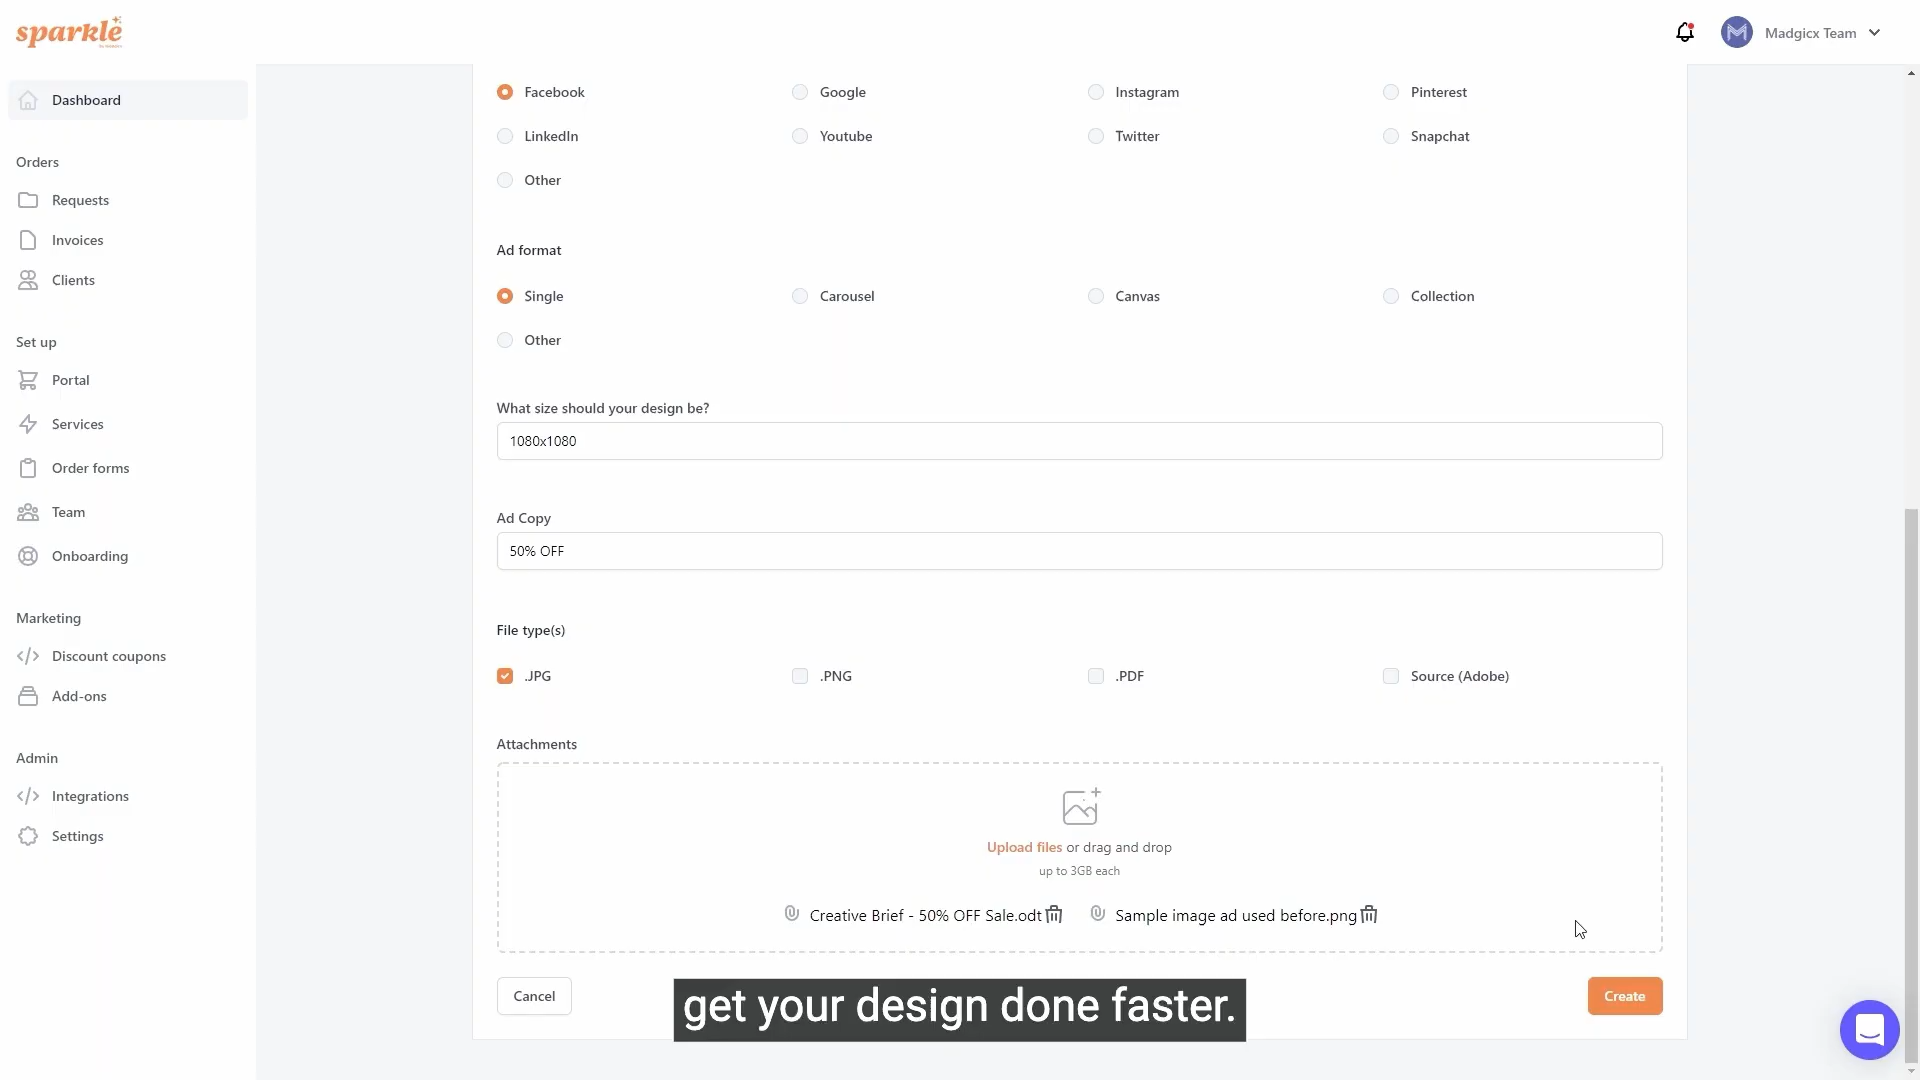 sparkle
Madgicx Team
Dashboard
Orders
Requests
Invoices
Clients
Set up
Portal
Services
Order forms
Team
Onboarding
Marketing
Discount coupons
Add-ons
Admin
Integrations
Settings
Facebook
Google
Instagram
Pinterest
LinkedIn
Youtube
Twitter
Snapchat
Other
Ad format
Single
Carousel
Canvas
Collection
Other
What size should your design be?
1080x1080
Ad Copy
50% OFF
File type(s)
.JPG
.PNG
.PDF
Source (Adobe)
Attachments
Upload files or drag and drop
up to 3GB each
Creative Brief - 50% OFF Sale.odt
Sample image ad used before.png
Cancel
Create
get your design done faster.